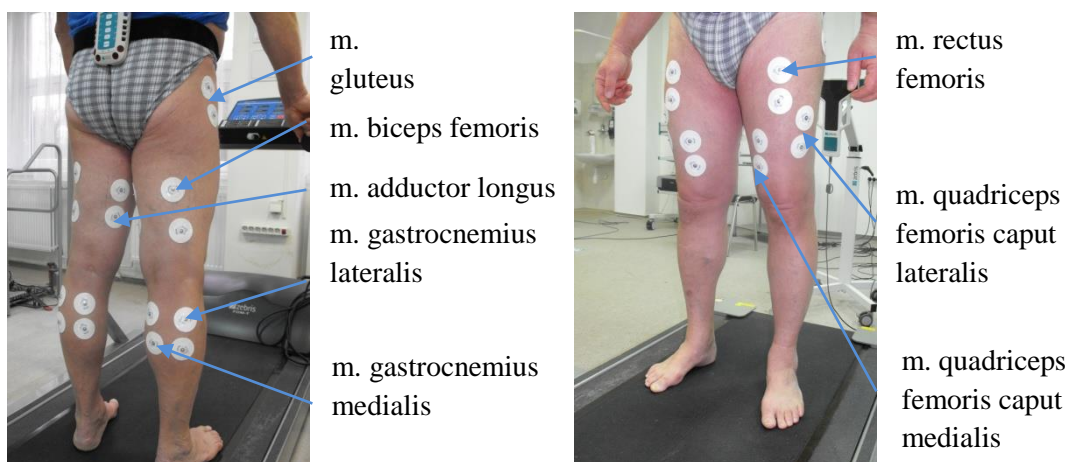 m.
gluteus
m. biceps femoris
m. adductor longus
m. gastrocnemius
lateralis
m. gastrocnemius
medialis
m. rectus
femoris
m. quadriceps
femoris caput
lateralis
m. quadriceps
femoris caput
medialis
zebris